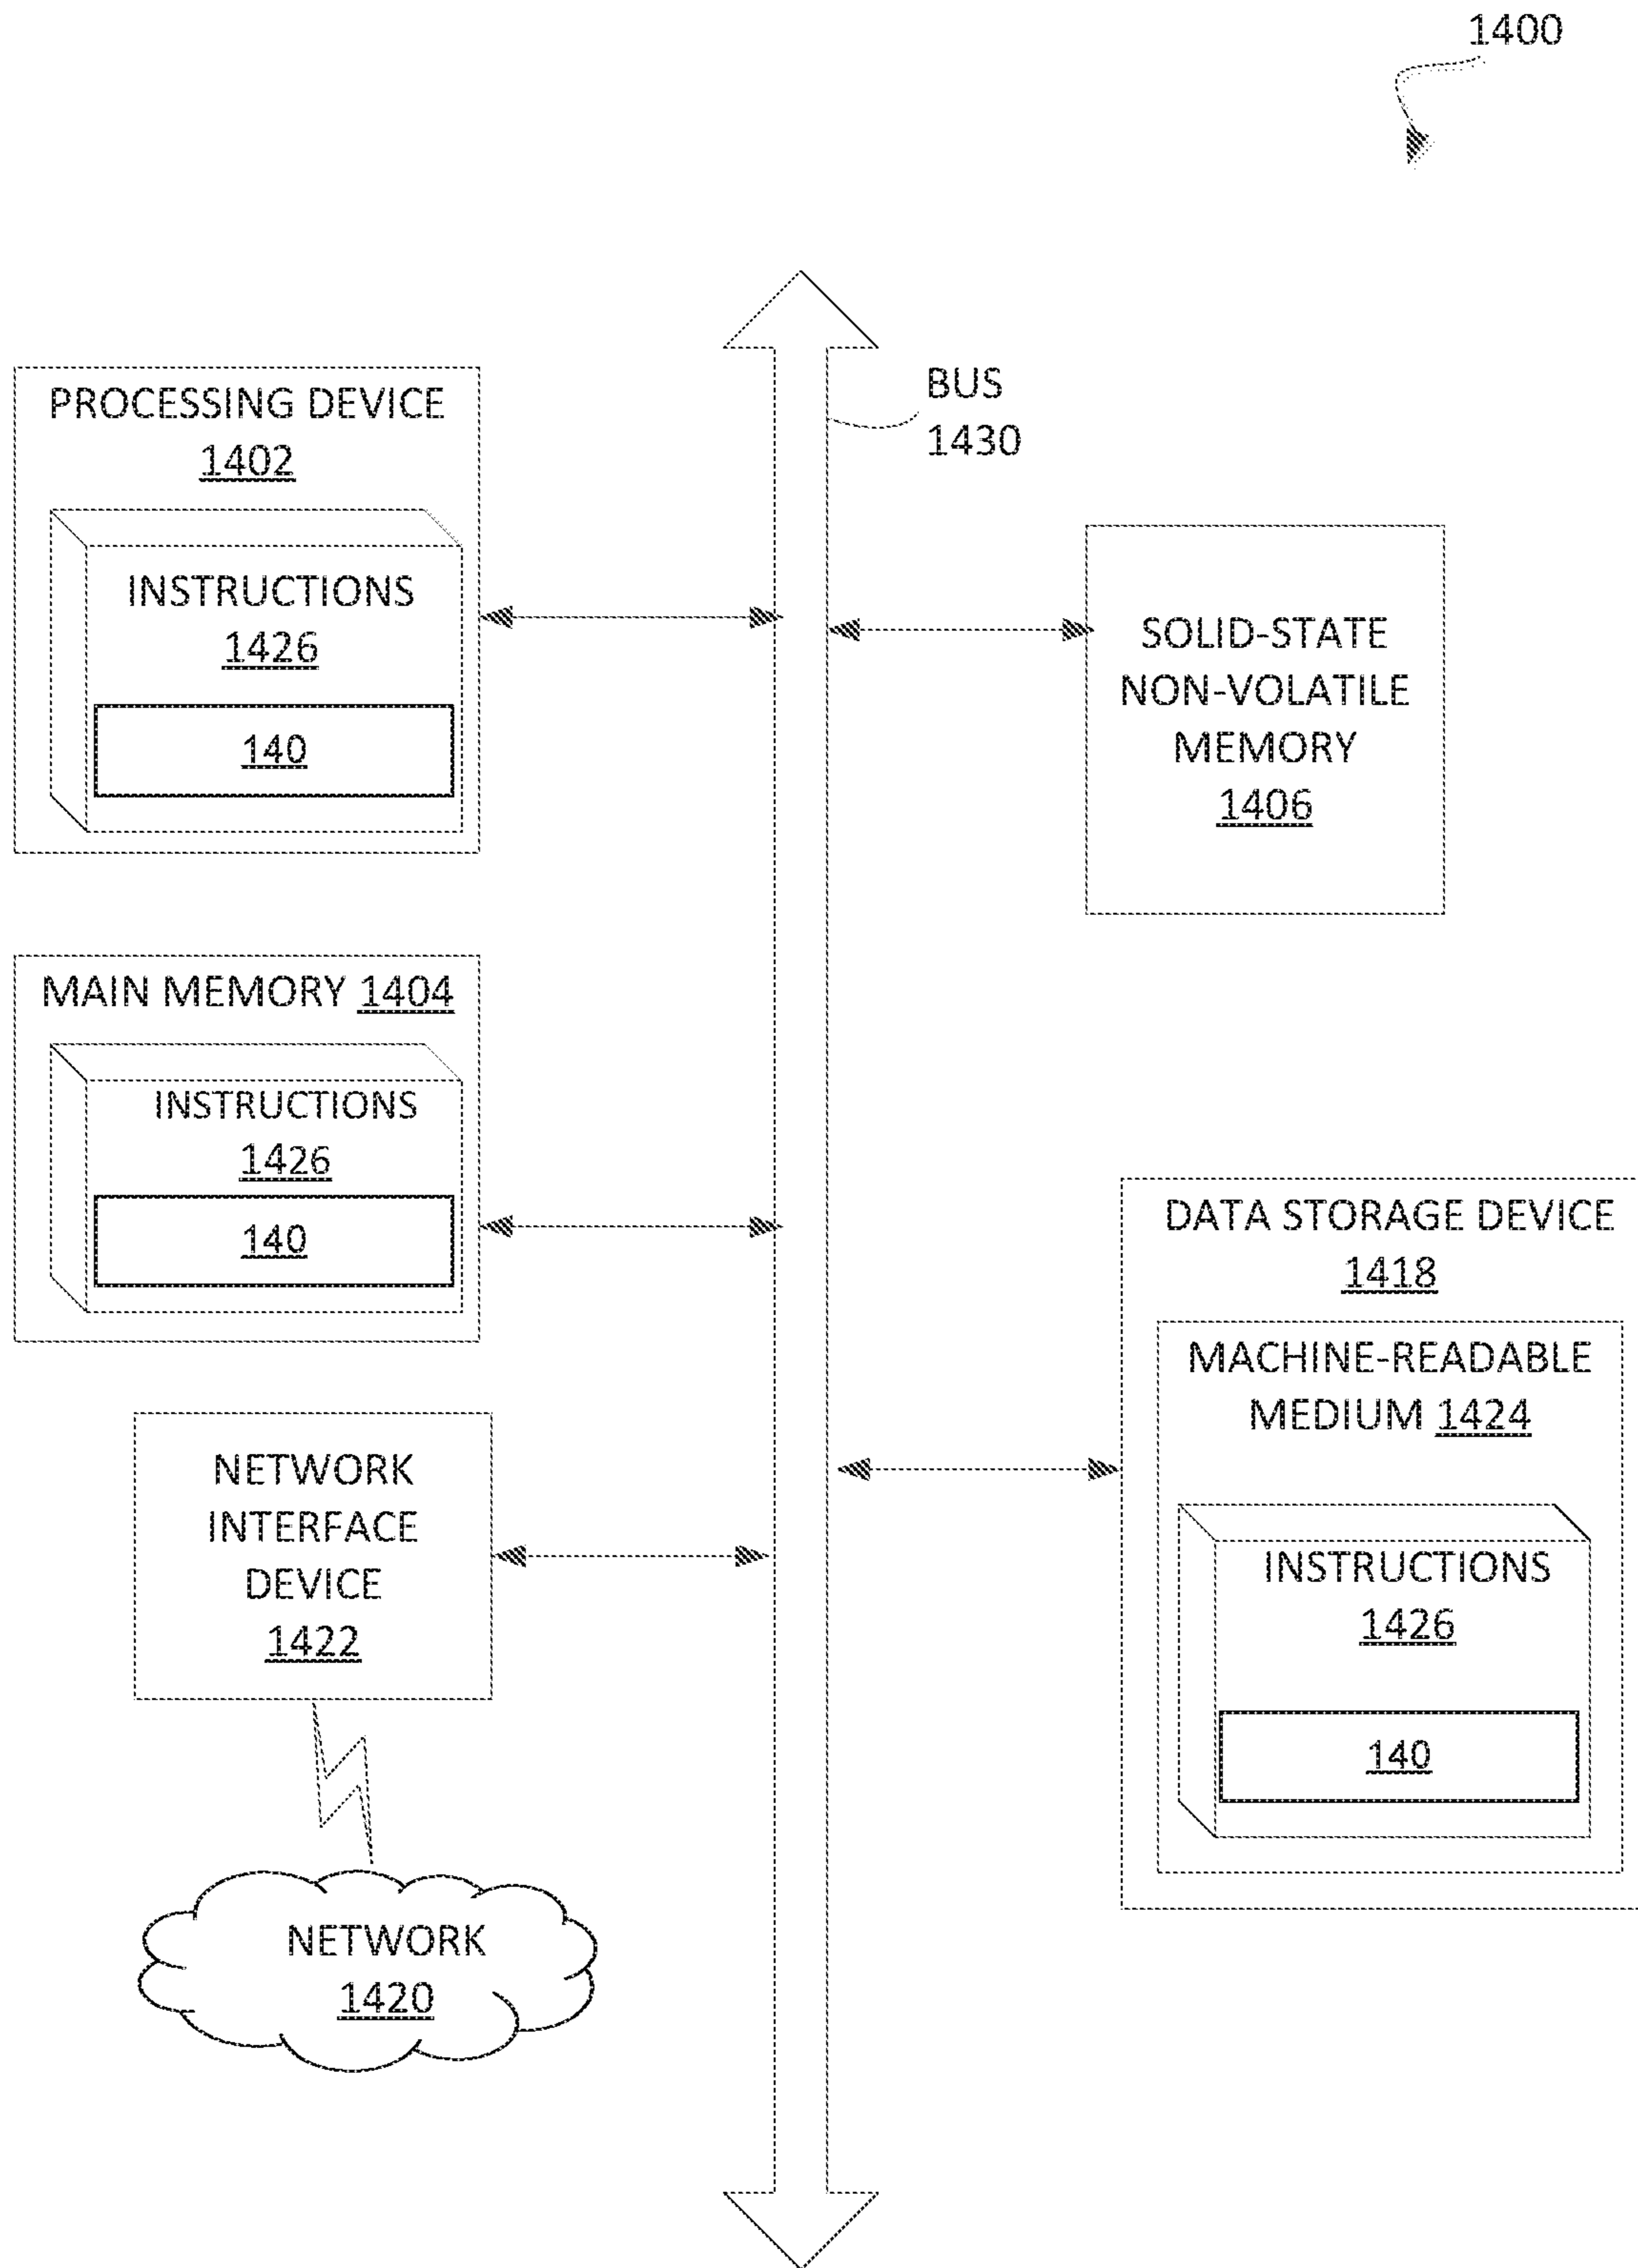 1400
BUS
1430
PROCESSING DEVICE
1402
INSTRUCTIONS
1426
140
SOLID-STATE
NON-VOLATILE
MEMORY
1406
MAIN MEMORY 1404
INSTRUCTIONS
1426
140
DATA STORAGE DEVICE
1418
MACHINE-READABLE
MEDIUM 1424
INSTRUCTIONS
1426
140
NETWORK
INTERFACE
DEVICE
1422
NETWORK
1420